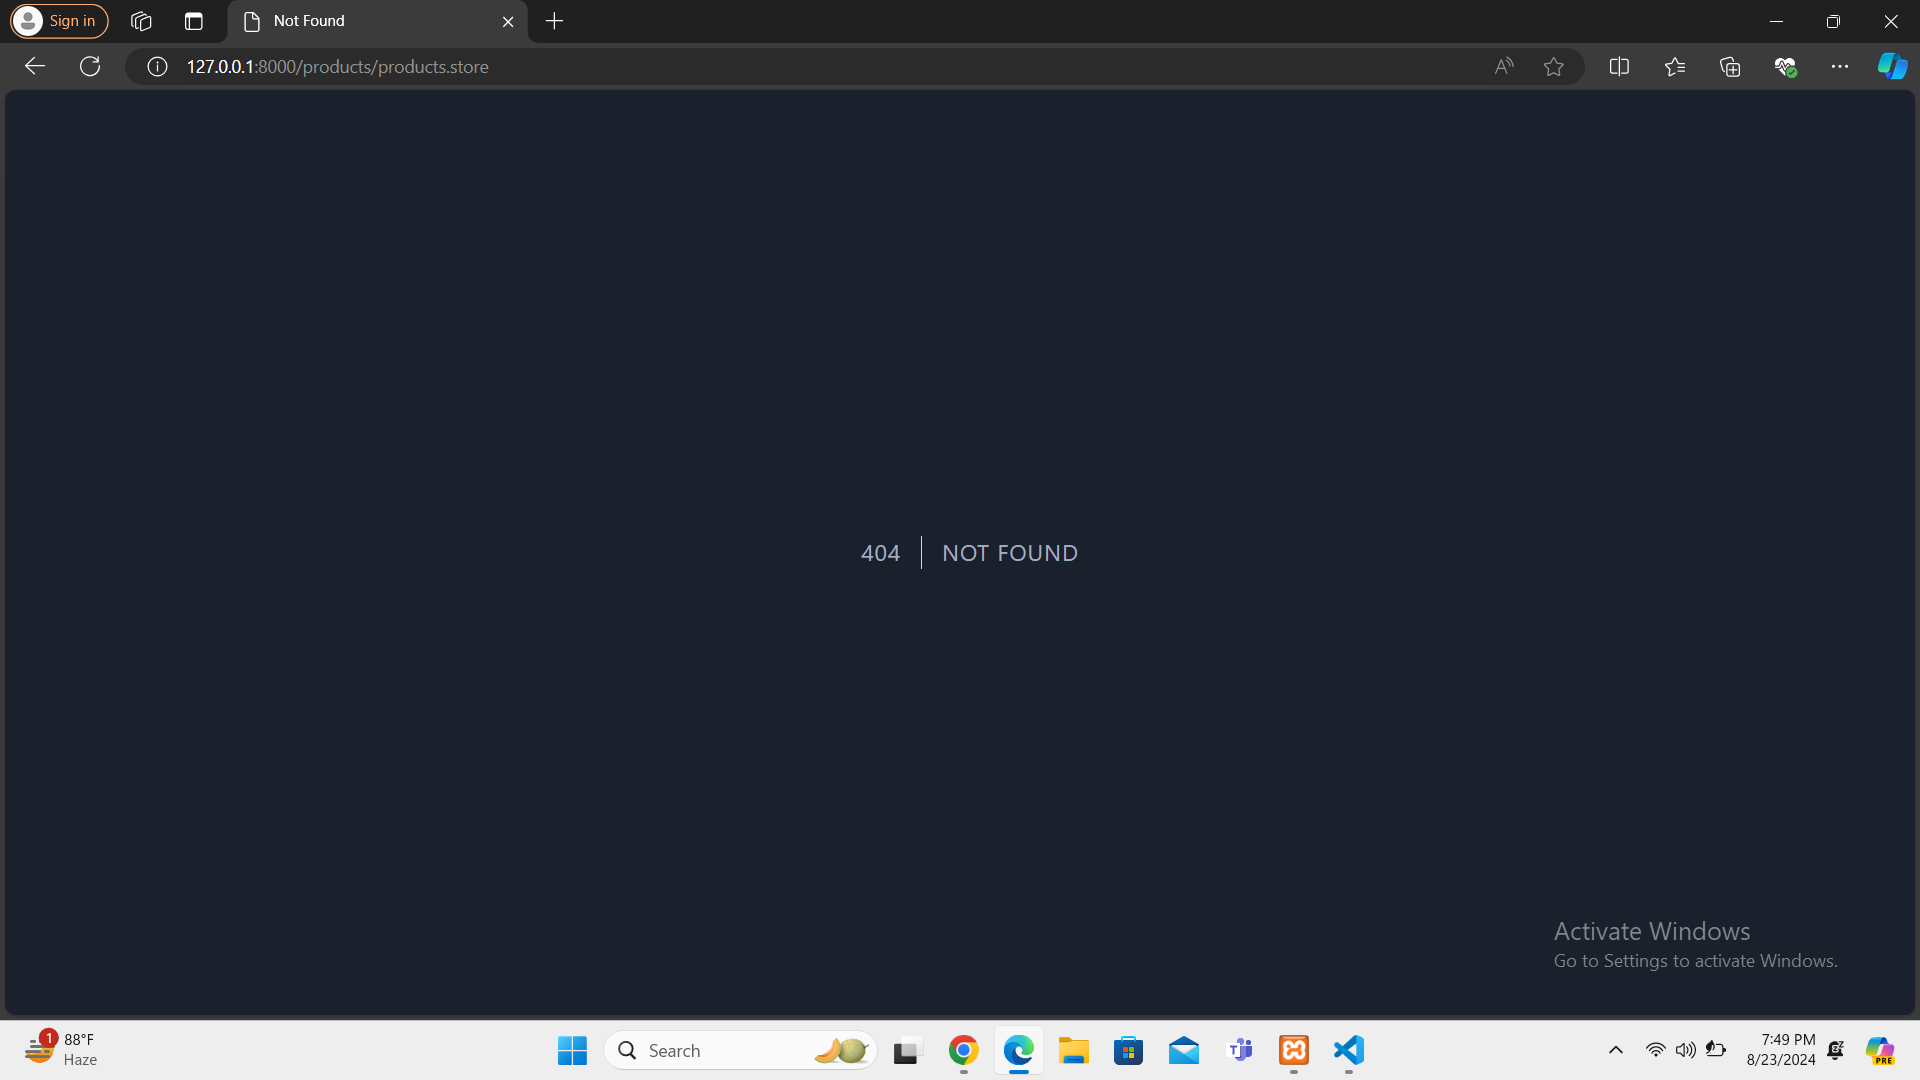 Sign in
Not Found
127.0.0.1:8000/products/products.store
404 NOT FOUND
Activate Windows
Go to Settings to activate Windows.
1
88°F
Haze
Search
7:49 PM
8/23/2024
PRE